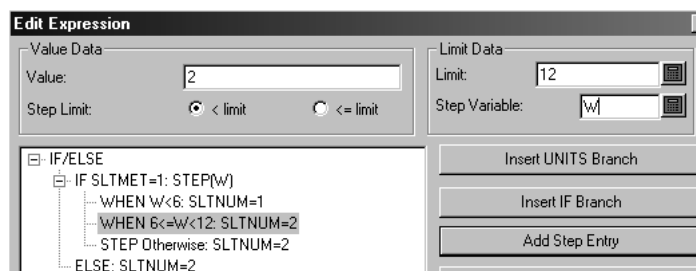 Edit Expression
Value Data
Value: 2
Step Limit: < limit <= limit
Limit Data
Limit: 12
Step Variable: W
IF/ELSE
IF SLTMET=1: STEP(W)
WHEN W<6: SLTNUM=1
WHEN 6<=W<12: SLTNUM=2
STEP Otherwise: SLTNUM=2
ELSE: SLTNUM=2
Insert UNITS Branch
Insert IF Branch
Add Step Entry